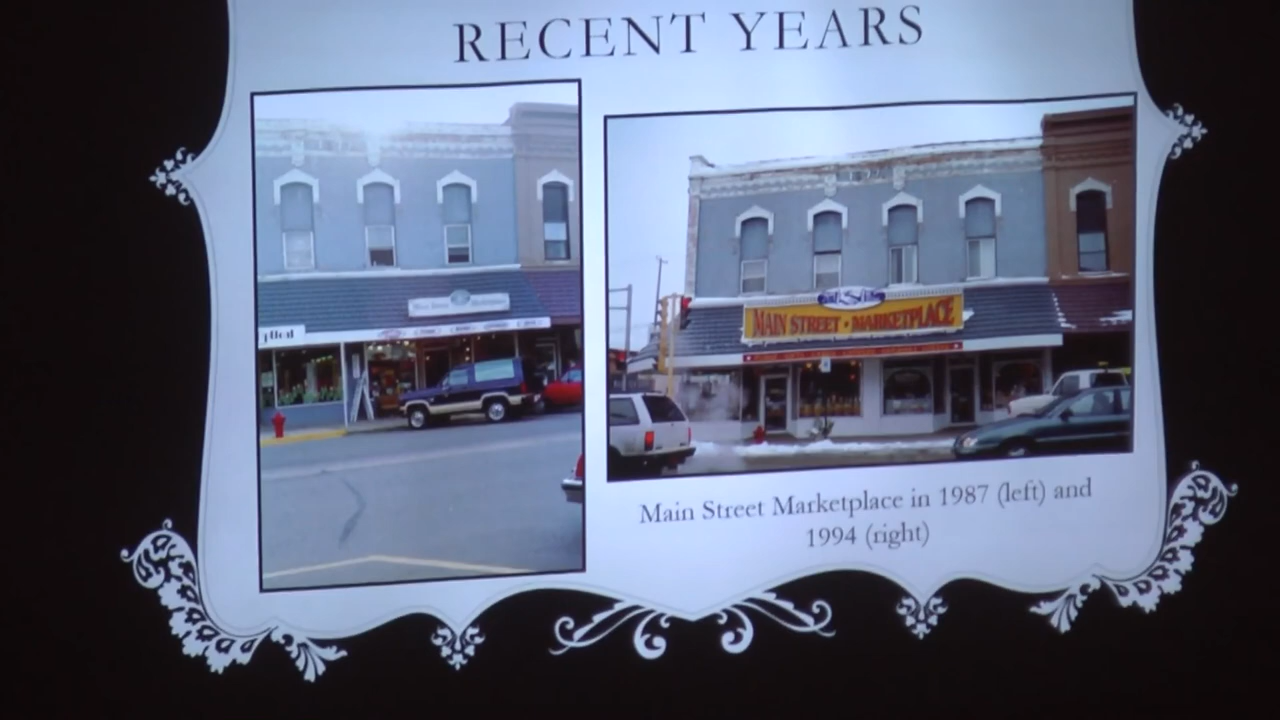 RECENT YEARS
MAIN STREET • MARKETPLACE
Main Street Marketplace in 1987 (left) and
1994 (right)